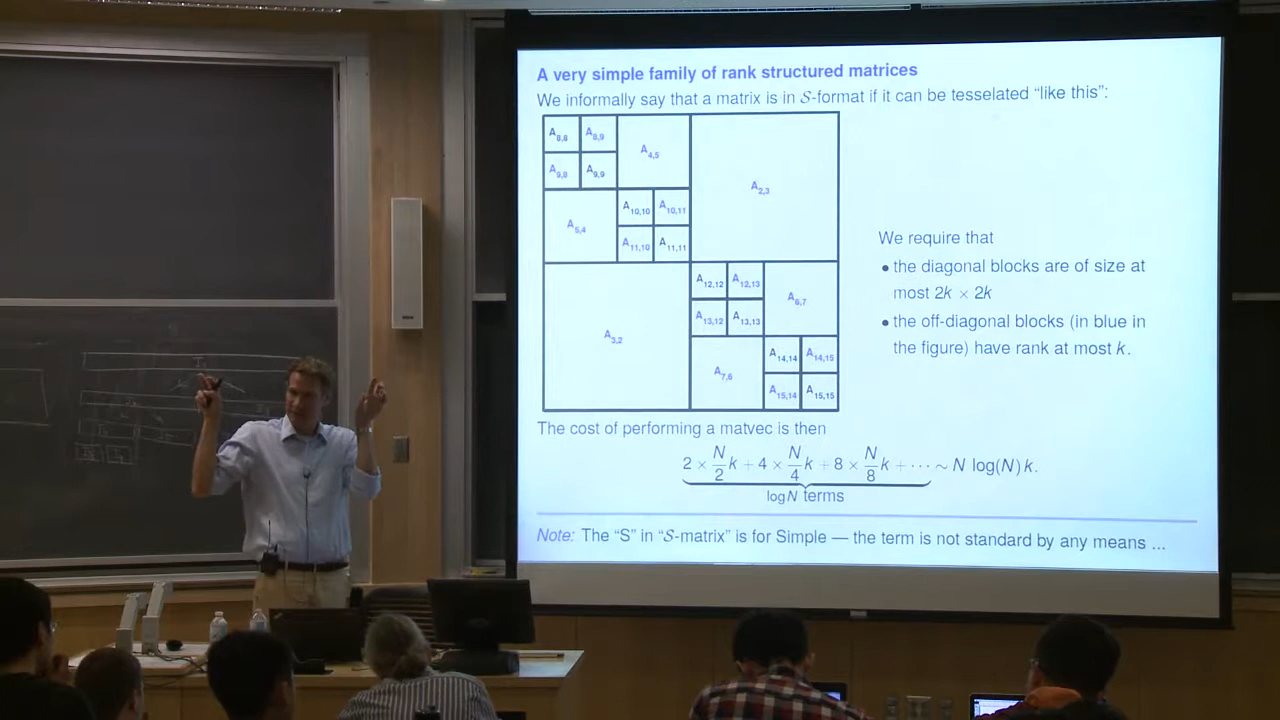 A very simple family of rank structured matrices
We informally say that a matrix is in 𝒮-format if it can be tesselated “like this”:
A8,8 A8,9 A4,5 A2,3
A9,8 A9,9
A5,4 A10,10 A10,11
A11,10 A11,11
A3,2 A12,12 A12,13 A6,7
A13,12 A13,13
A7,6 A14,14 A14,15
A15,14 A15,15
We require that
• the diagonal blocks are of size at
most 2k × 2k
• the off-diagonal blocks (in blue in
the figure) have rank at most k.
The cost of performing a matvec is then
2 × N/2 k + 4 × N/4 k + 8 × N/8 k + ··· ∼ N log(N) k.
log N terms
Note: The “S” in “𝒮-matrix” is for Simple — the term is not standard by any means ...